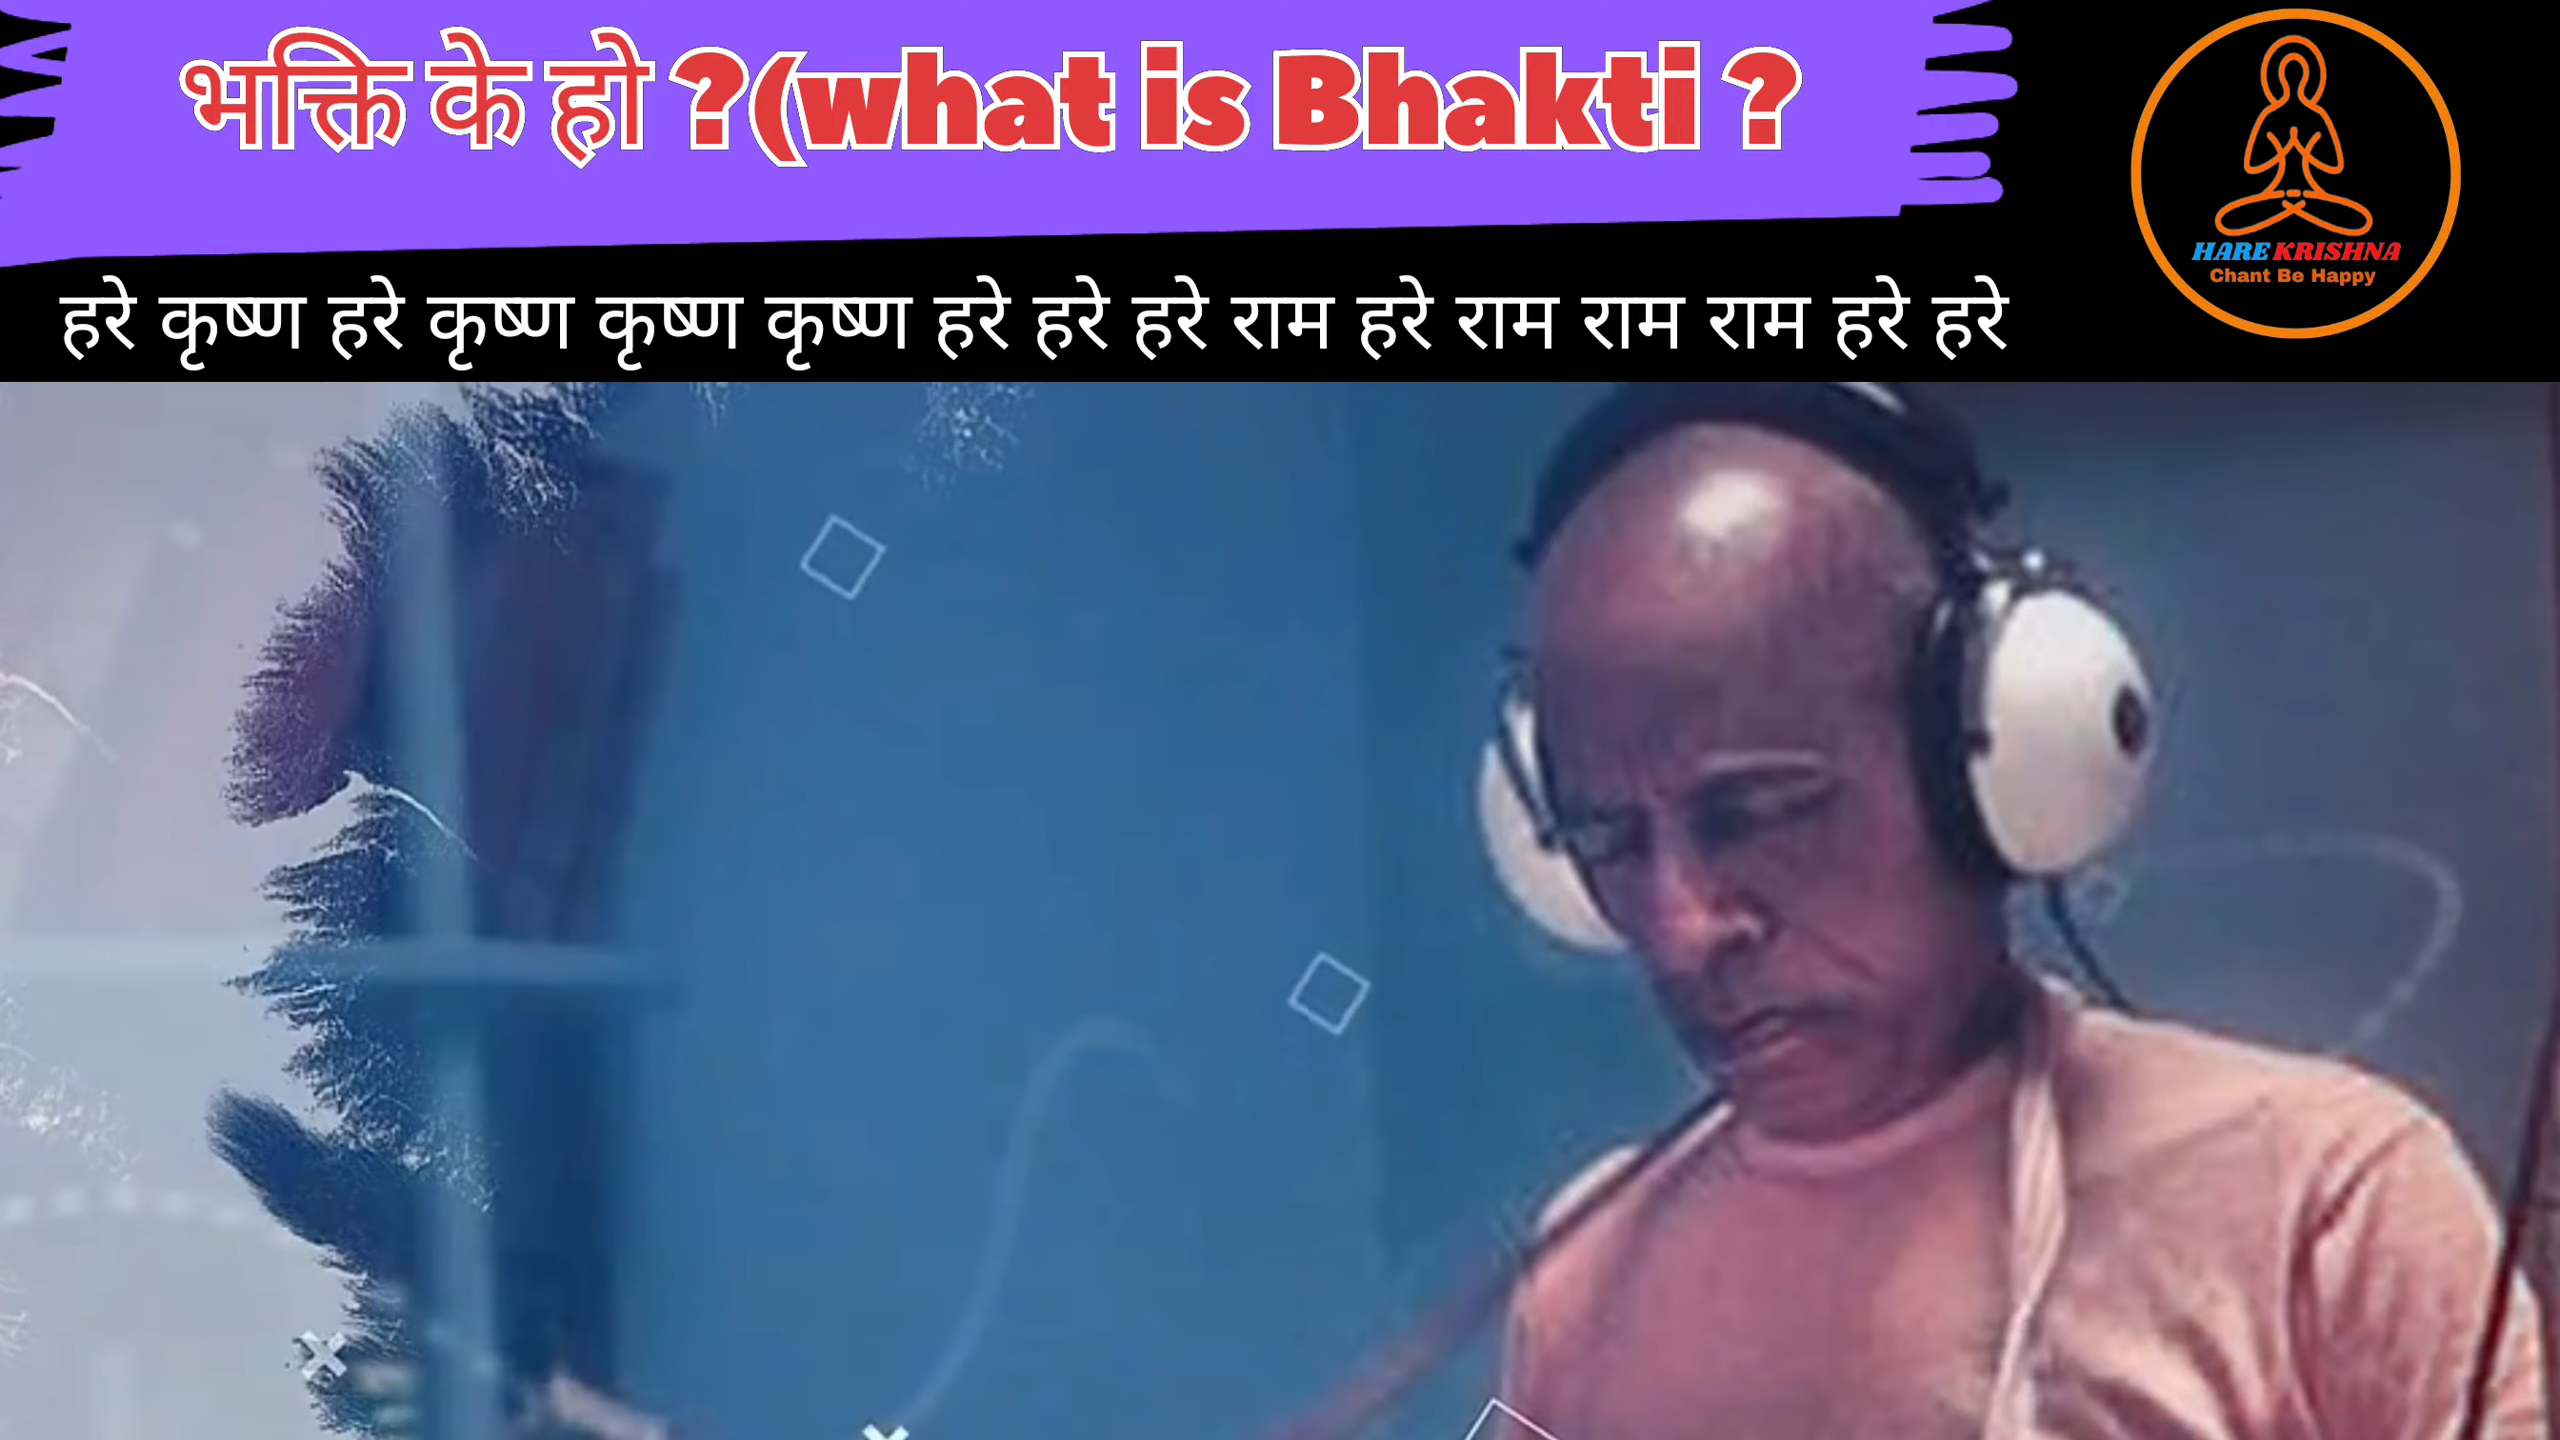 भक्ति के हो ?(what is Bhakti ?
HARE KRISHNA
Chant Be Happy
हरे कृष्ण हरे कृष्ण कृष्ण कृष्ण हरे हरे हरे राम हरे राम राम राम हरे हरे